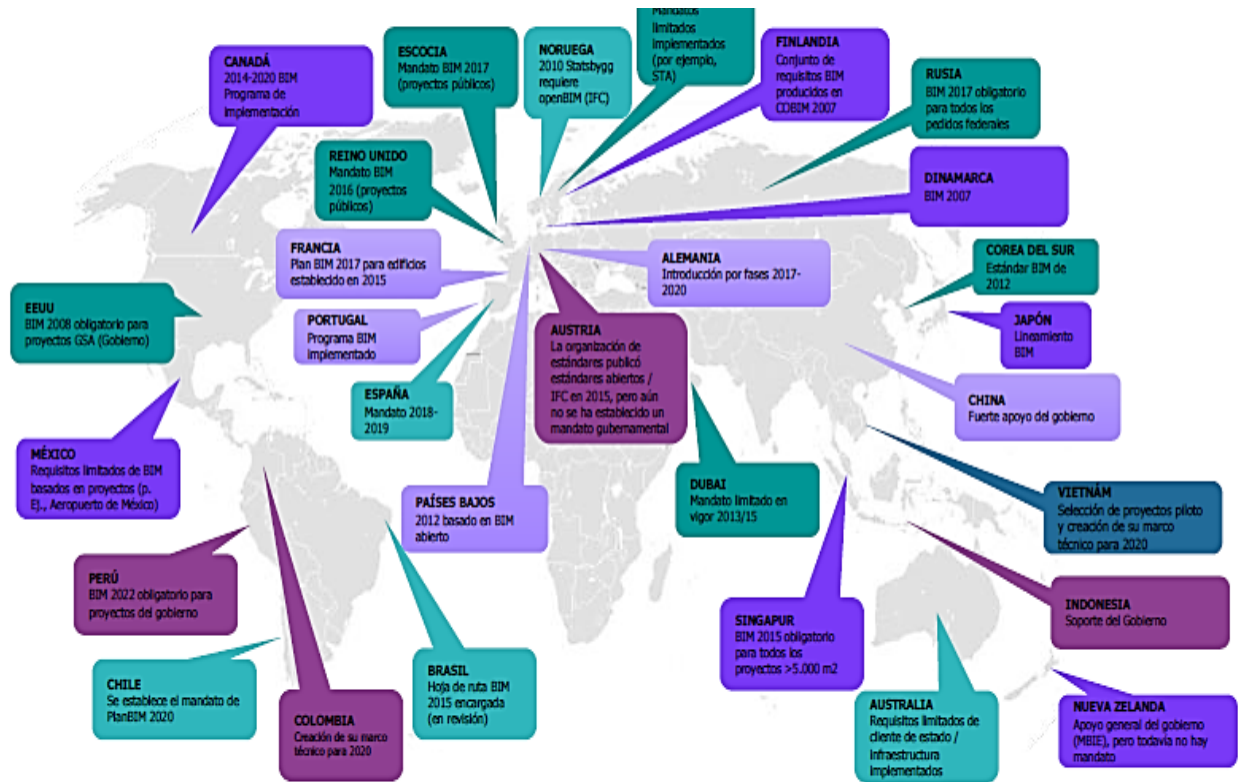 CANADÁ
2014-2020 BIM
Programa de
Implementación
ESCOCIA
Mandato BIM 2017
(proyectos públicos)
NORUEGA
2010 Statsbygg
requiere
openBIM (IFC)
Mandatos
limitados
implementados
(por ejemplo,
STA)
FINLANDIA
Conjunto de
requisitos BIM
producidos en
COBIM 2007
RUSIA
BIM 2017 obligatorio
para todos los
pedidos federales
REINO UNIDO
Mandato BIM
2016 (proyectos
públicos)
DINAMARCA
BIM 2007
FRANCIA
Plan BIM 2017 para edificios
establecido en 2015
ALEMANIA
Introducción por fases 2017-
2020
COREA DEL SUR
Estándar BIM de
2012
EEUU
BIM 2008 obligatorio para
proyectos GSA (Gobierno)
PORTUGAL
Programa BIM
implementado
AUSTRIA
La organización de
estándares publicó
estándares abiertos /
IFC en 2015, pero aún
no se ha establecido un
mandato gubernamental
JAPÓN
Lineamiento
BIM
ESPAÑA
Mandato 2018-
2019
CHINA
Fuerte apoyo del gobierno
MÉXICO
Requisitos limitados de BIM
basados en proyectos (p.
Ej., Aeropuerto de México)
PAÍSES BAJOS
2012 basado en BIM
abierto
DUBAI
Mandato limitado en
vigor 2013/15
VIETNÁM
Selección de proyectos piloto
y creación de su marco
técnico para 2020
PERÚ
BIM 2022 obligatorio para
proyectos del gobierno
INDONESIA
Soporte del Gobierno
SINGAPUR
BIM 2015 obligatorio
para todos los
proyectos >5.000 m2
CHILE
Se establece el mandato de
PlanBIM 2020
COLOMBIA
Creación de su marco
técnico para 2020
BRASIL
Hoja de ruta BIM
2015 encargada
(en revisión)
AUSTRALIA
Requisitos limitados de
cliente de estado /
Infraestructura
implementados
NUEVA ZELANDA
Apoyo general del gobierno
(MBIE), pero todavía no hay
mandato